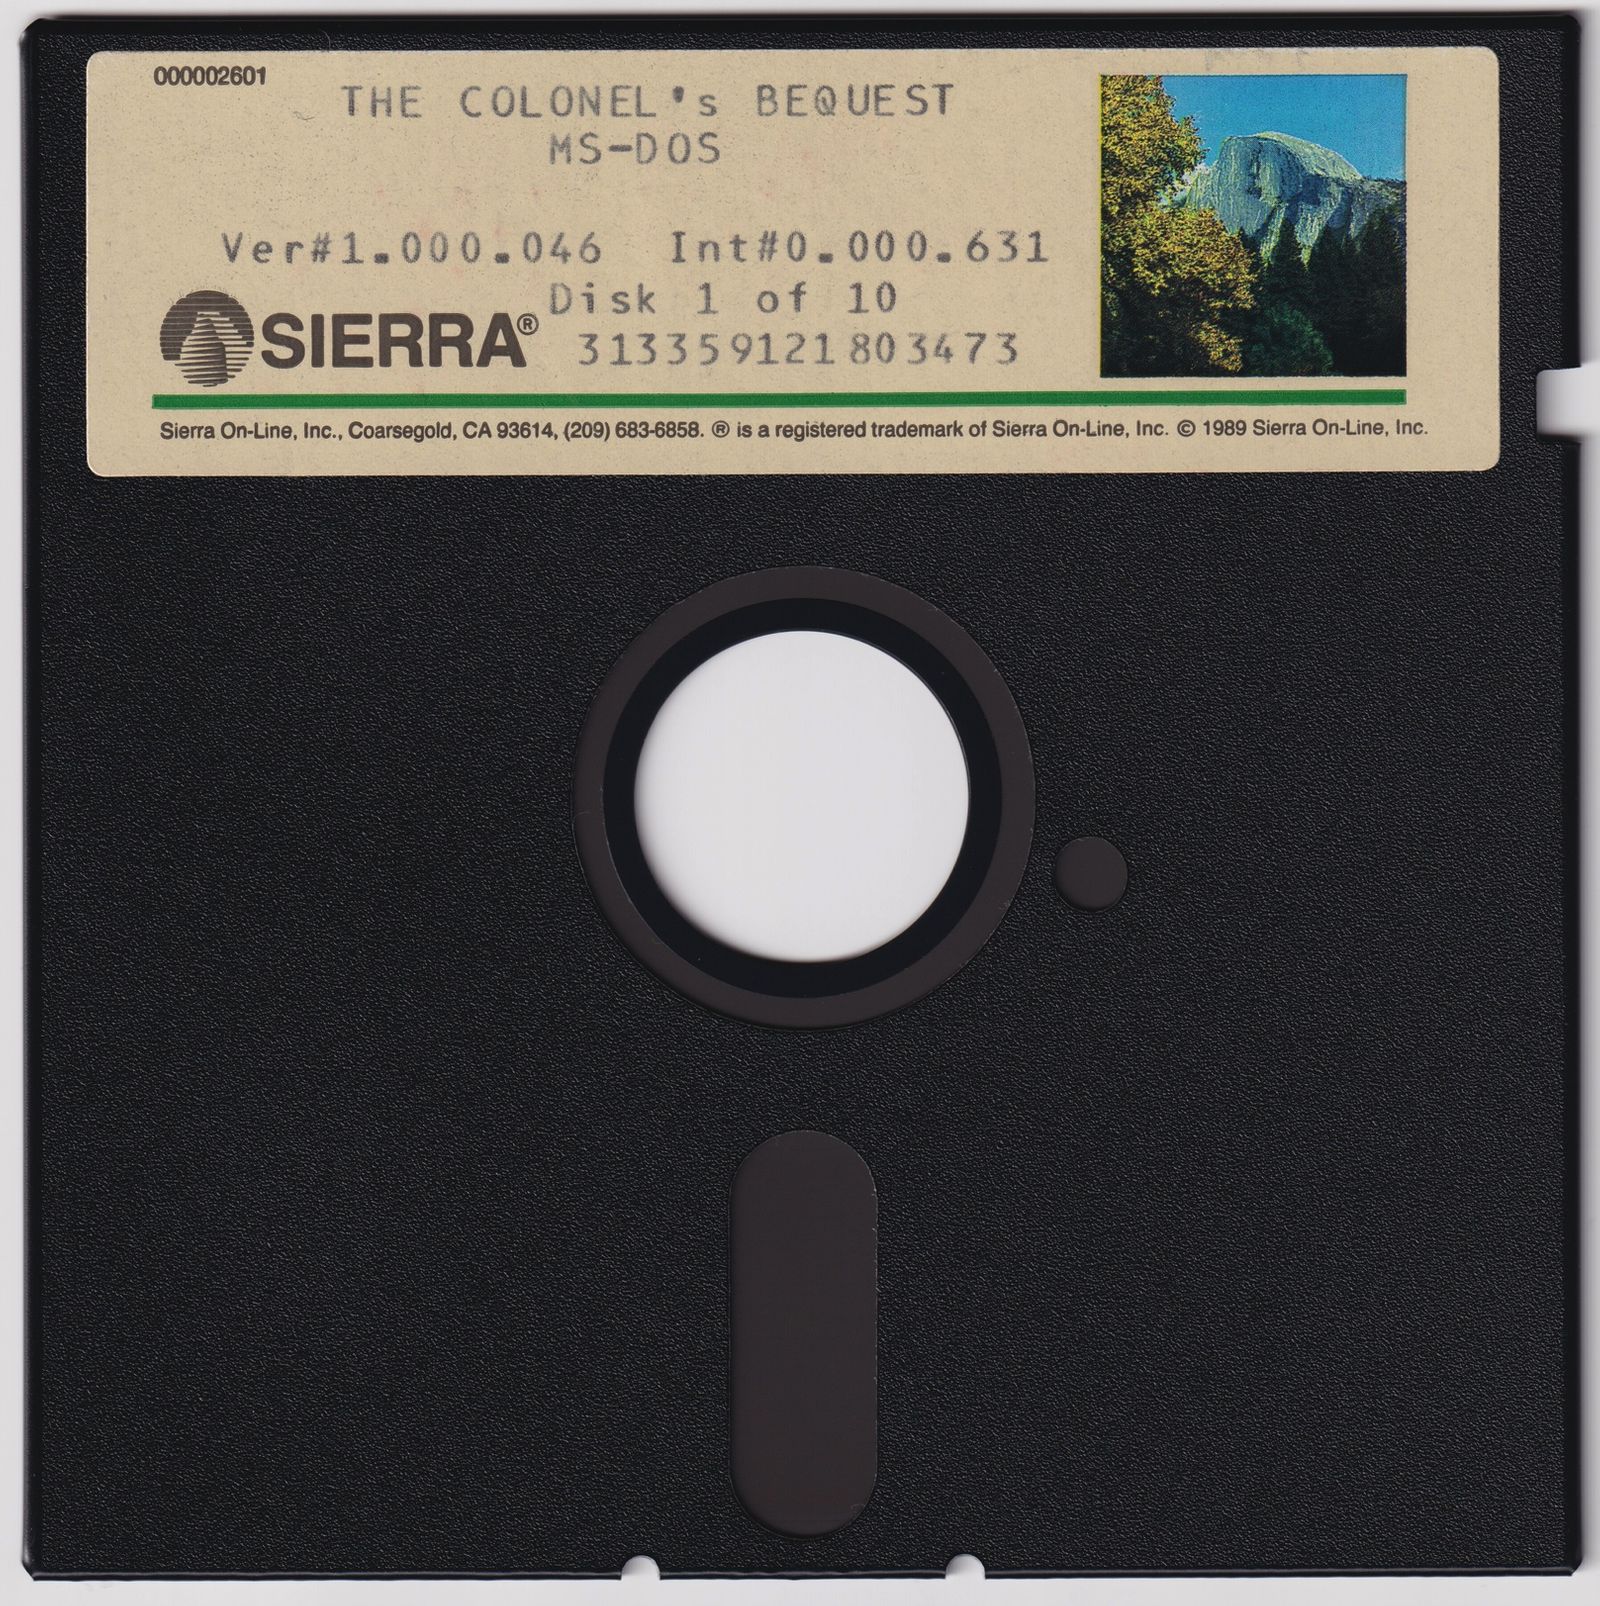 000002601
THE COLONEL's BEQUEST
MS-DOS
Ver#1.000.046 Int#0.000.631
Disk 1 of 10
SIERRA®
313359121803473
Sierra On-Line, Inc., Coarsegold, CA 93614, (209) 683-6858. ® is a registered trademark of Sierra On-Line, Inc. © 1989 Sierra On-Line, Inc.